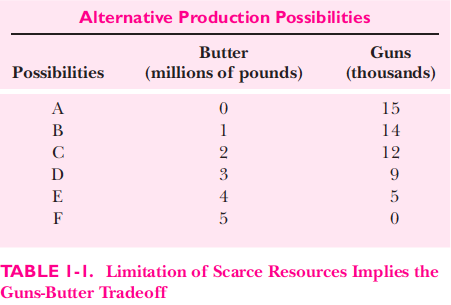 Alternative Production Possibilities
Butter Guns
Possibilities (millions of pounds) (thousands)
A 0 15
B 1 14
C 2 12
D 3 9
E 4 5
F 5 0
TABLE 1-1. Limitation of Scarce Resources Implies the
Guns-Butter Tradeoff